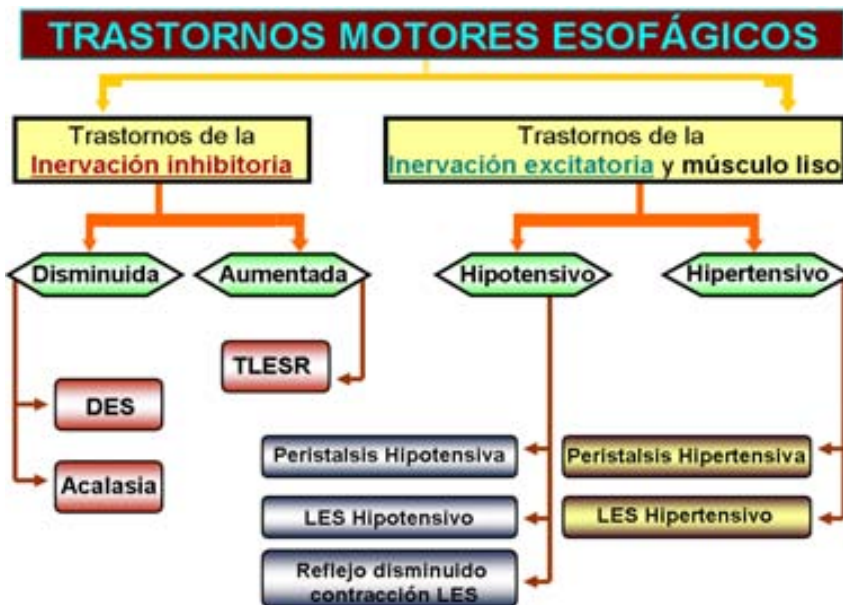 TRASTORNOS MOTORES ESOFÁGICOS
Trastornos de la
Inervación inhibitoria
Trastornos de la
Inervación excitatoria y músculo liso
Disminuida
Aumentada
Hipotensivo
Hipertensivo
TLESR
DES
Acalasia
Peristalsis Hipotensiva
LES Hipotensivo
Reflejo disminuido
contracción LES
Peristalsis Hipertensiva
LES Hipertensivo